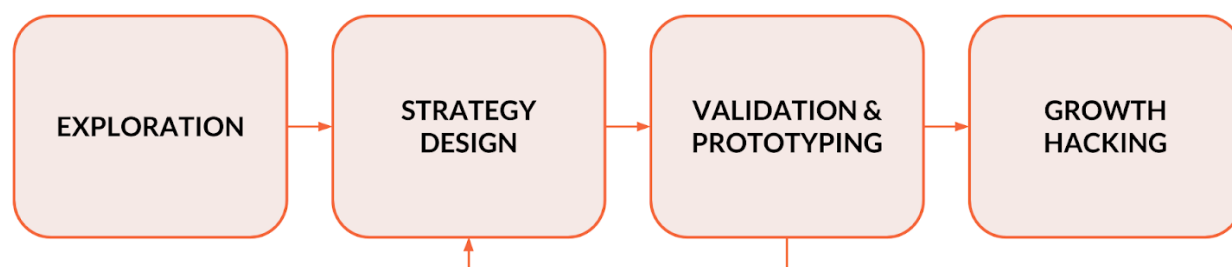 EXPLORATION
STRATEGY
DESIGN
VALIDATION &
PROTOTYPING
GROWTH
HACKING